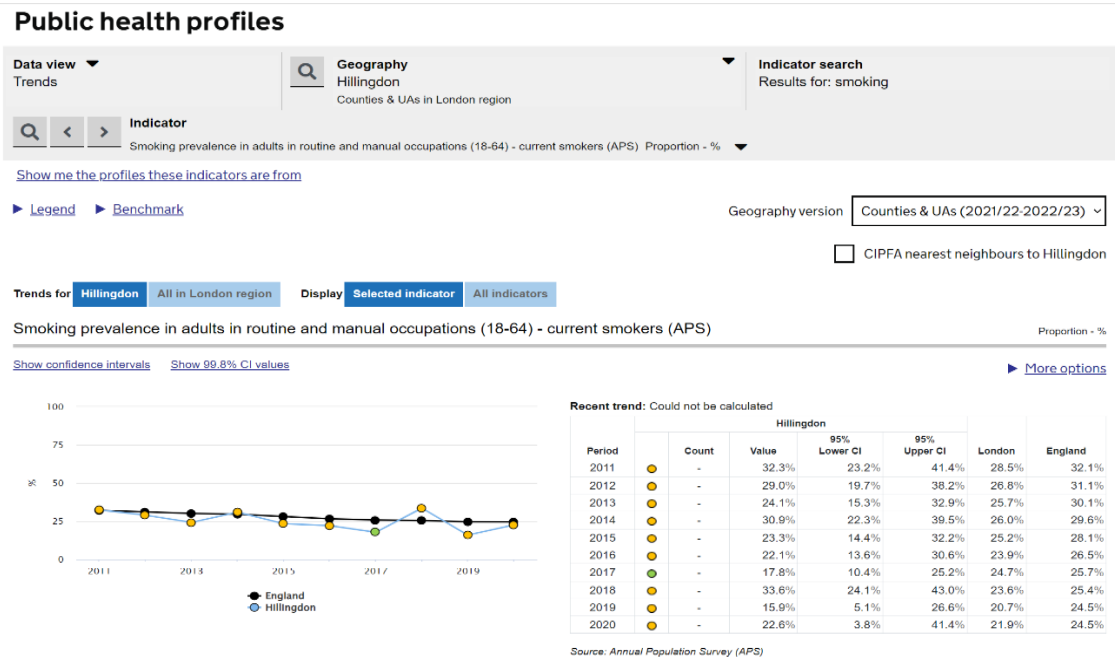 Public health profiles
Data view
Trends
Geography
Hillingdon
Counties & UAs in London region
Indicator search
Results for: smoking
Indicator
Smoking prevalence in adults in routine and manual occupations (18-64) - current smokers (APS) Proportion - %
Show me the profiles these indicators are from
Legend Benchmark
Geography version Counties & UAs (2021/22-2022/23)
CIPFA nearest neighbours to Hillingdon
Trends for Hillingdon All in London region Display Selected indicator All indicators
Smoking prevalence in adults in routine and manual occupations (18-64) - current smokers (APS) Proportion - %
Show confidence intervals Show 99.8% CI values
More options
100
75
50
25
0
%
2011 2013 2015 2017 2019
England
Hillingdon
Recent trend: Could not be calculated
Hillingdon
Period Count Value 95% Lower CI 95% Upper CI London England
2011 - 32.3% 23.2% 41.4% 28.5% 32.1%
2012 - 29.0% 19.7% 38.2% 26.8% 31.1%
2013 - 24.1% 15.3% 32.9% 25.7% 30.1%
2014 - 30.9% 22.3% 39.5% 26.0% 29.6%
2015 - 23.3% 14.4% 32.2% 25.2% 28.1%
2016 - 22.1% 13.6% 30.6% 23.9% 26.5%
2017 - 17.8% 10.4% 25.2% 24.7% 25.7%
2018 - 33.6% 24.1% 43.0% 23.6% 25.4%
2019 - 15.9% 5.1% 26.6% 20.7% 24.5%
2020 - 22.6% 3.8% 41.4% 21.9% 24.5%
Source: Annual Population Survey (APS)